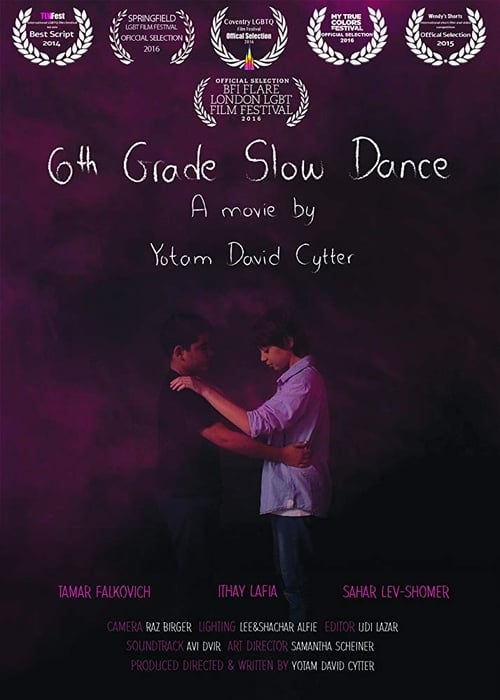 TLVFest
Best Script
2014
SPRINGFIELD
LGBT FILM FESTIVAL
OFICCIAL SELECTION
2016
Coventry LGBTQ
Film Festival
Offical Selection
2016
MY TRUE
COLORS
FESTIVAL
OFFICIAL SELECTION
2016
Wendy's Shorts
Offical Selection
2015
OFFICIAL SELECTION
BFI FLARE
LONDON LGBT
FILM FESTIVAL
2016
6th Grade Slow Dance
A movie by
Yotam David Cytter
TAMAR FALKOVICH ITHAY LAFIA SAHAR LEV-SHOMER
CAMERA RAZ BIRGER LIGHTING LEE&SHACHAR ALFIE EDITOR UDI LAZAR
SOUNDTRACK AVI DVIR ART DIRECTOR SAMANTHA SCHEINER
PRODUCED DIRECTED & WRITTEN BY YOTAM DAVID CYTTER